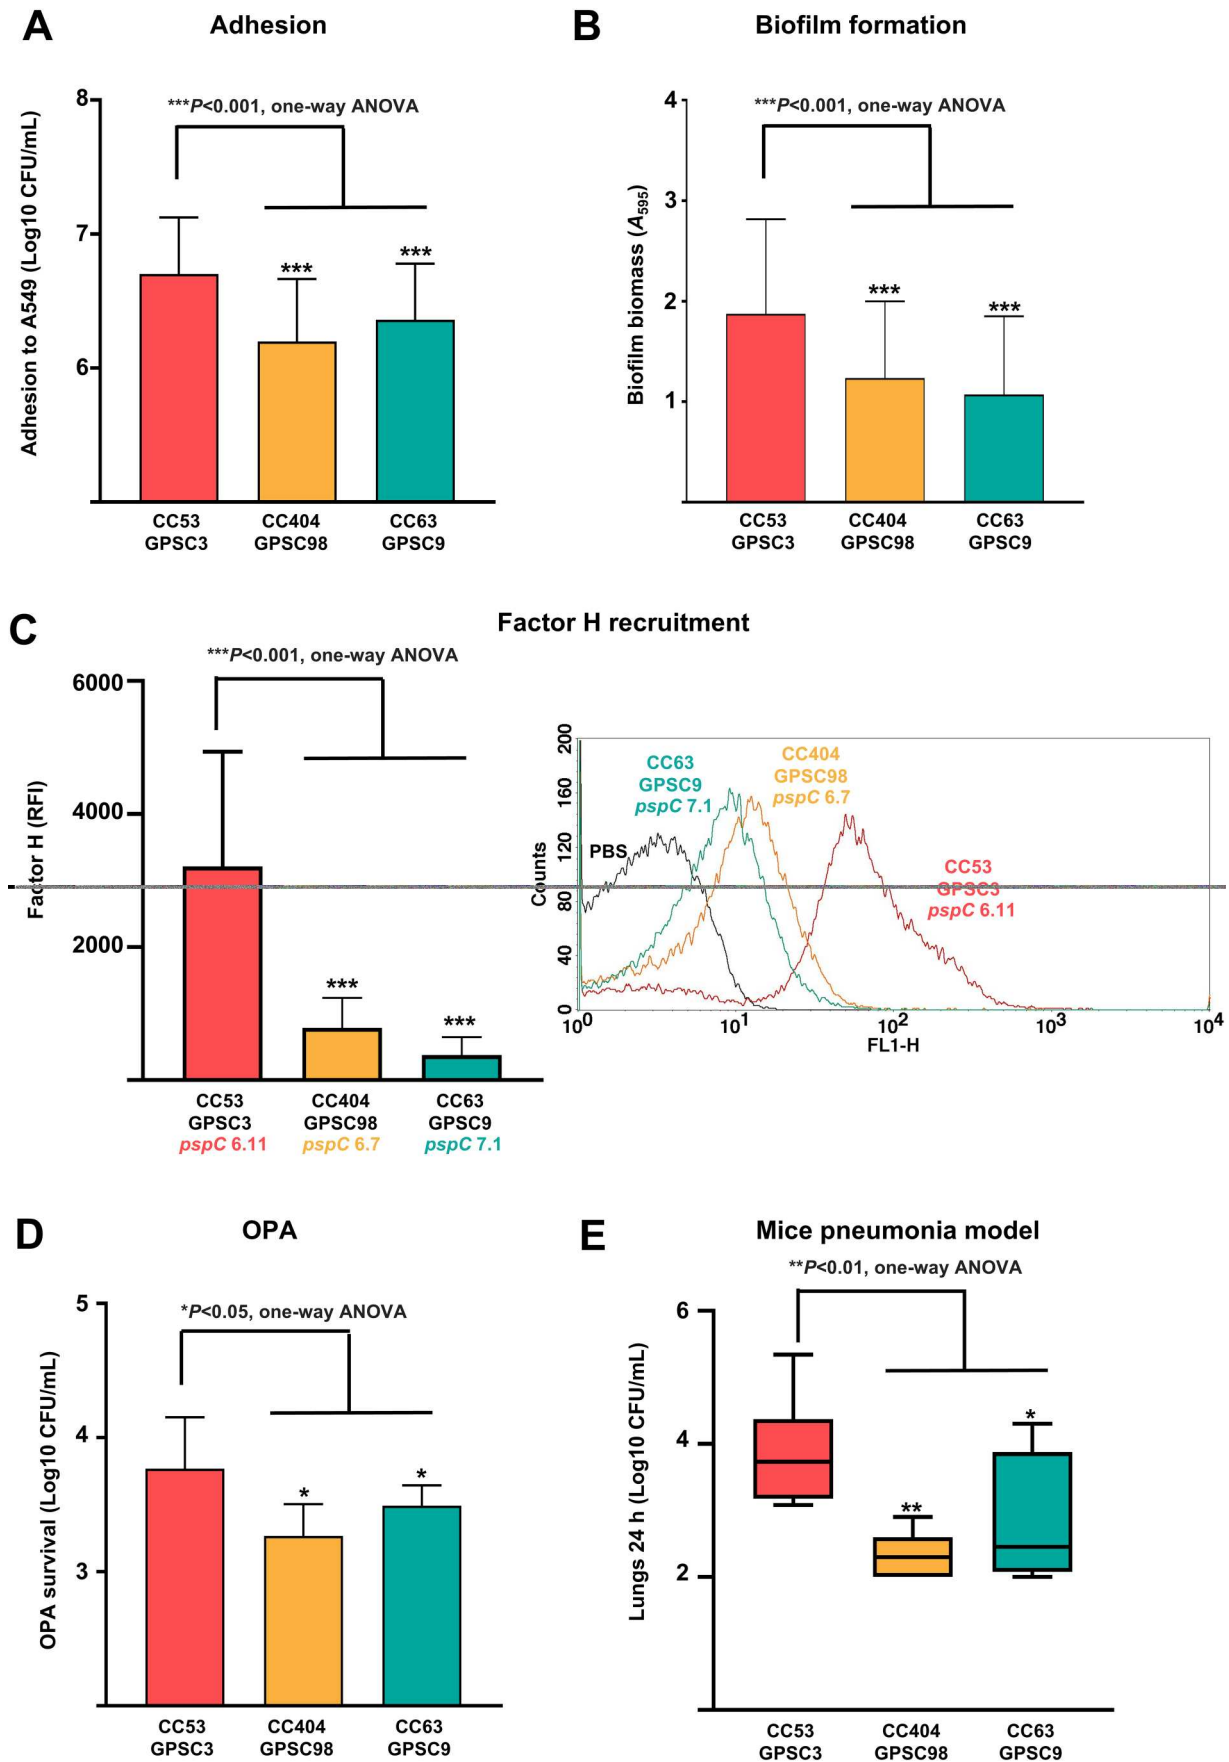 A
Adhesion
***P<0.001, one-way ANOVA
Adhesion to A549 (Log10 CFU/mL)
8
7
6
***
***
CC53
GPSC3
CC404
GPSC98
CC63
GPSC9
B
Biofilm formation
***P<0.001, one-way ANOVA
Biofilm biomass (A595)
4
3
2
1
***
***
CC53
GPSC3
CC404
GPSC98
CC63
GPSC9
C
Factor H recruitment
***P<0.001, one-way ANOVA
Factor H (RFI)
6000
4000
2000
***
***
CC53
GPSC3
pspC 6.11
CC404
GPSC98
pspC 6.7
CC63
GPSC9
pspC 7.1
Counts
200
160
120
80
40
0
PBS
CC63
GPSC9
pspC 7.1
CC404
GPSC98
pspC 6.7
CC53
GPSC3
pspC 6.11
10^0
10^1
10^2
10^3
10^4
FL1-H
D
OPA
*P<0.05, one-way ANOVA
OPA survival (Log10 CFU/mL)
5
4
3
*
*
CC53
GPSC3
CC404
GPSC98
CC63
GPSC9
E
Mice pneumonia model
**P<0.01, one-way ANOVA
Lungs 24 h (Log10 CFU/mL)
6
4
2
**
*
CC53
GPSC3
CC404
GPSC98
CC63
GPSC9